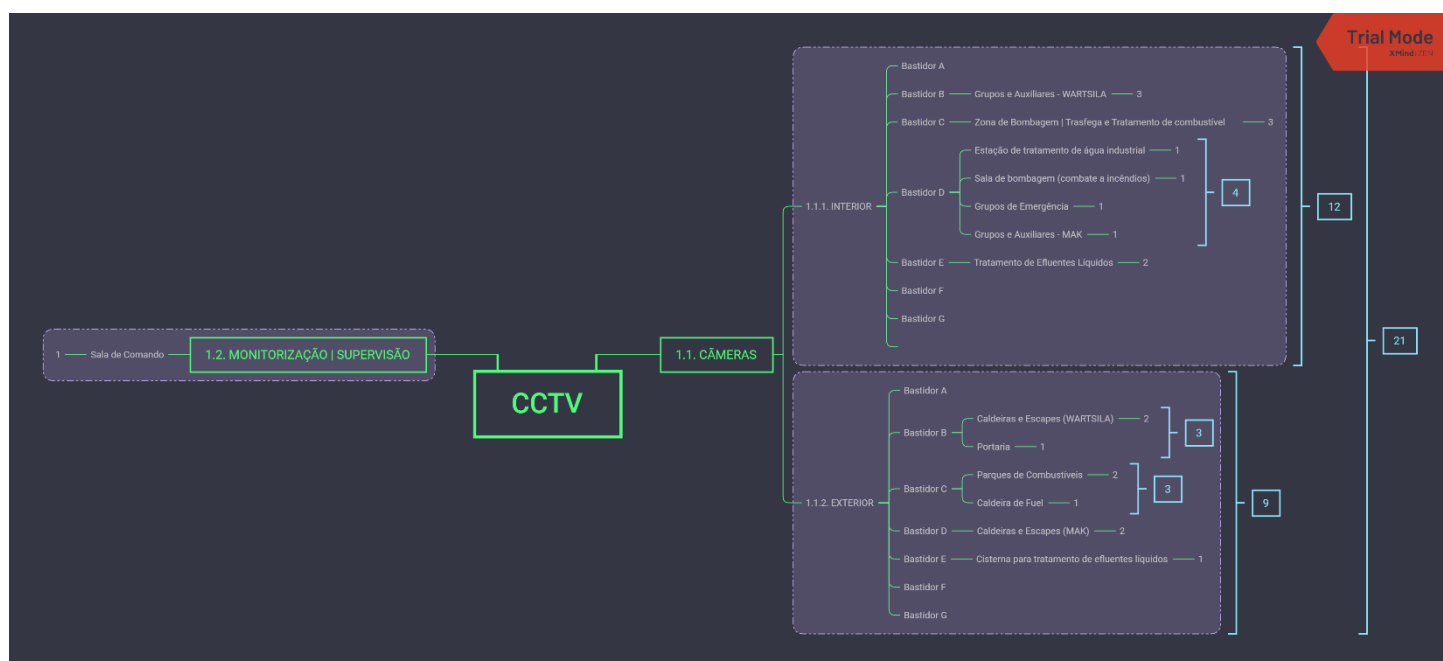 Trial Mode
XMind:ZEN
Bastidor A
Bastidor B
Grupos e Auxiliares - WARTSILA
3
Bastidor C
Zona de Bombagem | Trasfega e Tratamento de combustível
3
Estação de tratamento de água industrial
1
Sala de bombagem (combate a incêndios)
1
Bastidor D
4
1.1.1. INTERIOR
Grupos de Emergência
1
12
Grupos e Auxiliares - MAK
1
Bastidor E
Tratamento de Efluentes Líquidos
2
Bastidor F
Bastidor G
21
1
Sala de Comando
1.2. MONITORIZAÇÃO | SUPERVISÃO
1.1. CÃMERAS
CCTV
Bastidor A
Caldeiras e Escapes (WARTSILA)
2
Bastidor B
3
Portaria
1
Parques de Combustiveis
2
Bastidor C
3
1.1.2. EXTERIOR
Caldeira de Fuel
1
9
Bastidor D
Caldeiras e Escapes (MAK)
2
Bastidor E
Cisterna para tratamento de efluentes líquidos
1
Bastidor F
Bastidor G